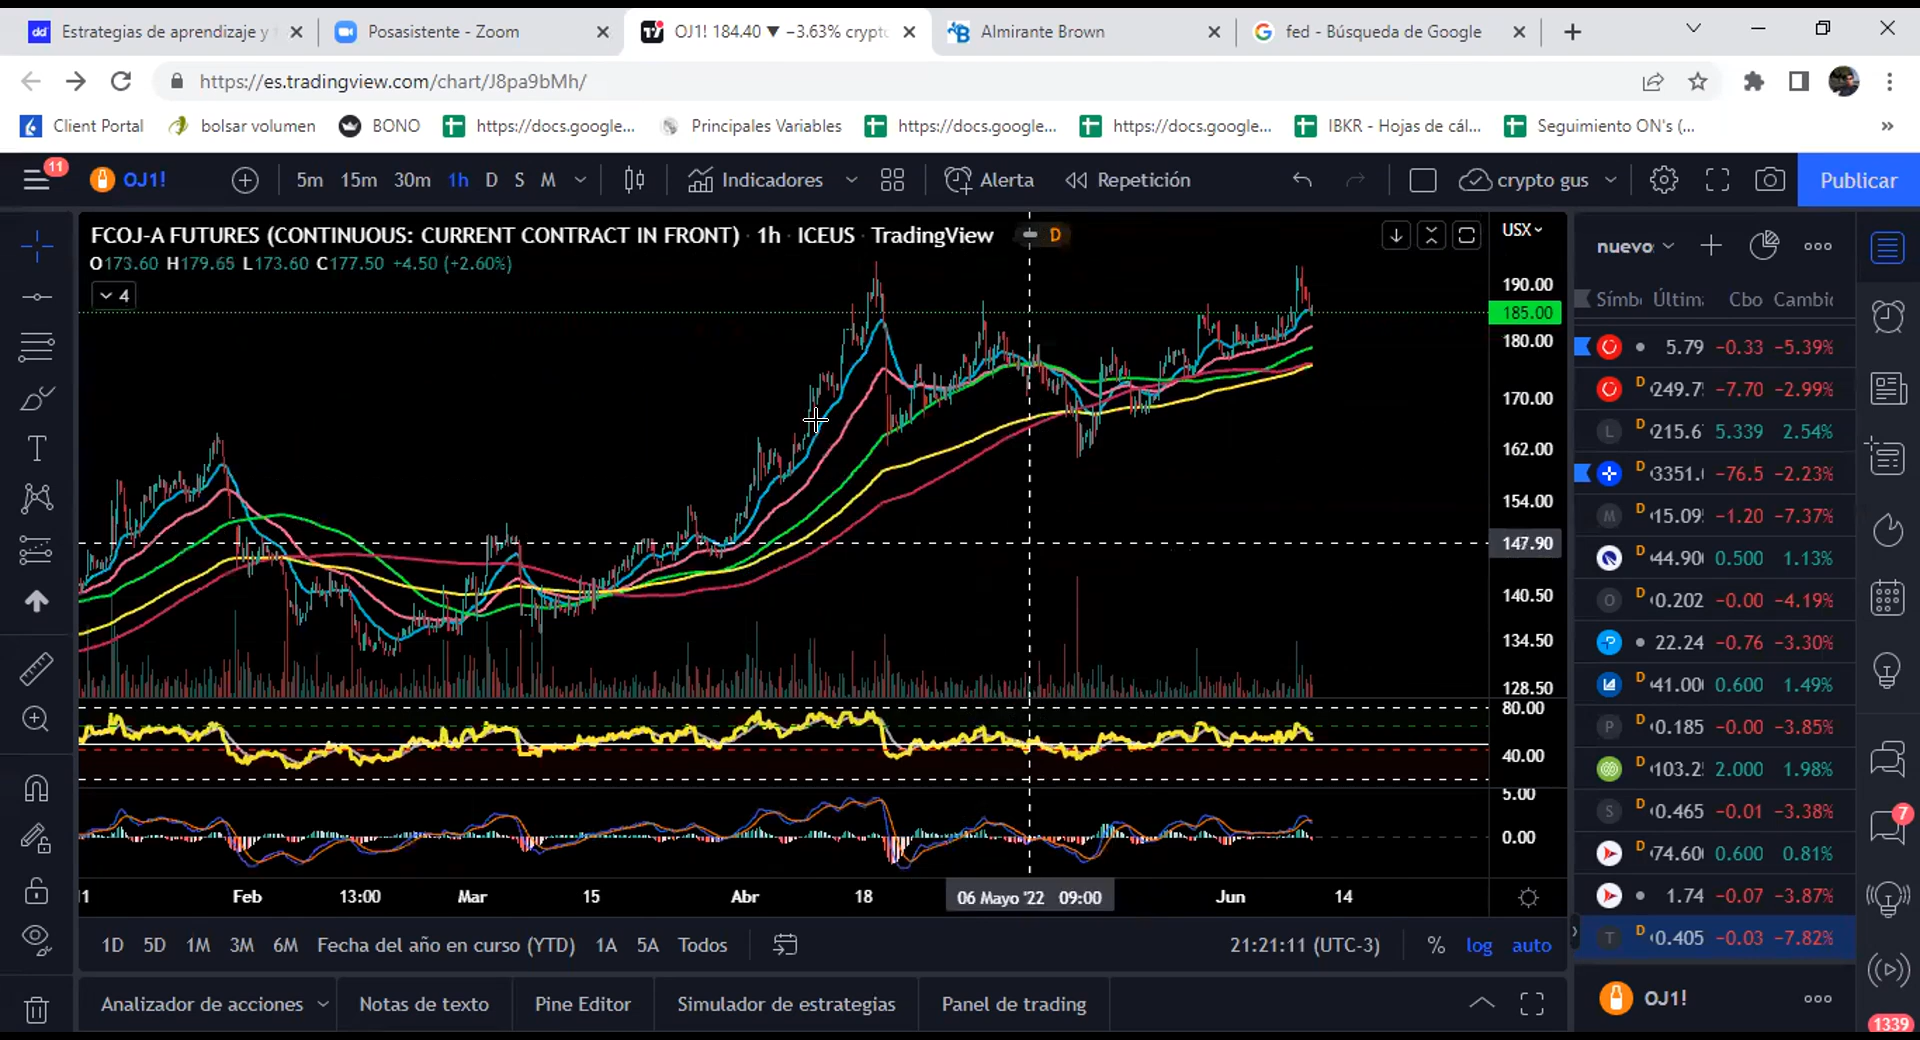 Estrategias de aprendizaje y
Posasistente - Zoom
OJ1! 184.40 ▼ −3.63% crypto
Almirante Brown
fed - Búsqueda de Google
https://es.tradingview.com/chart/J8pa9bMh/
Client Portal
bolsar volumen
BONO
https://docs.google...
Principales Variables
https://docs.google...
https://docs.google...
IBKR - Hojas de cál...
Seguimiento ON's (...
»
11
OJ1!
5m 15m 30m 1h D S M
Indicadores
Alerta
Repetición
crypto gus
Publicar
FCOJ-A FUTURES (CONTINUOUS: CURRENT CONTRACT IN FRONT) · 1h · ICEUS · TradingView
D
O173.60 H179.65 L173.60 C177.50 +4.50 (+2.60%)
4
USX
190.00
185.00
180.00
170.00
162.00
154.00
147.90
140.50
134.50
128.50
80.00
40.00
5.00
0.00
Feb 13:00 Mar 15 Abr 18 06 Mayo '22 09:00 Jun 14
1D 5D 1M 3M 6M Fecha del año en curso (YTD) 1A 5A Todos
21:21:11 (UTC-3) % log auto
Analizador de acciones
Notas de texto
Pine Editor
Simulador de estrategias
Panel de trading
nuevo
Símb Última Cbo Cambio
5.79 −0.33 −5.39%
D 249.7 −7.70 −2.99%
L D 215.6 5.339 2.54%
D 3351.0 −76.5 −2.23%
M D 15.09 −1.20 −7.37%
D 44.90 0.500 1.13%
O D 0.202 −0.00 −4.19%
22.24 −0.76 −3.30%
D 41.00 0.600 1.49%
P D 0.185 −0.00 −3.85%
D 103.2 2.000 1.98%
S D 0.465 −0.01 −3.38%
D 74.60 0.600 0.81%
1.74 −0.07 −3.87%
T D 0.405 −0.03 −7.82%
OJ1!
7
1339